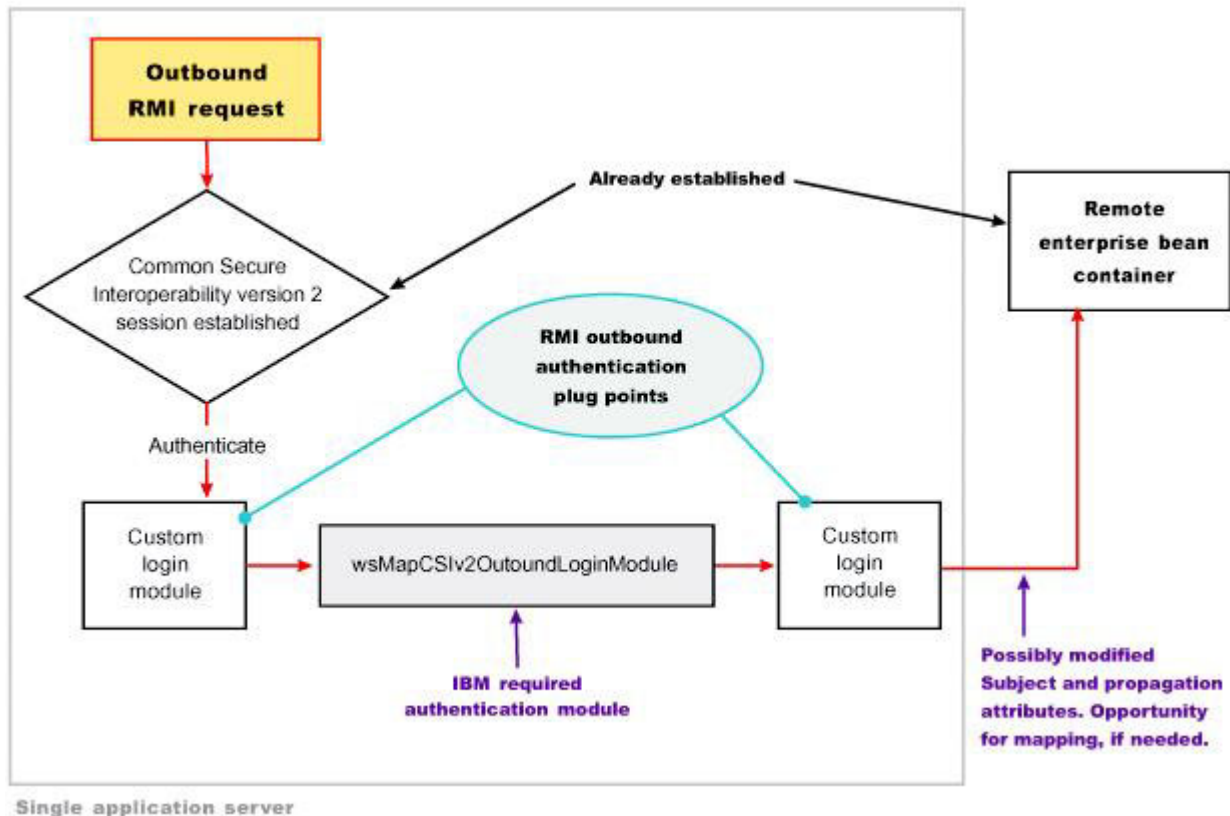 Outbound
RMI request
Already established
Remote
enterprise bean
container
Common Secure
Interoperability version 2
session established
RMI outbound
authentication
plug points
Authenticate
Custom
login
module
wsMapCSIv2OutoundLoginModule
Custom
login
module
IBM required
authentication module
Possibly modified
Subject and propagation
attributes. Opportunity
for mapping, if needed.
Single application server